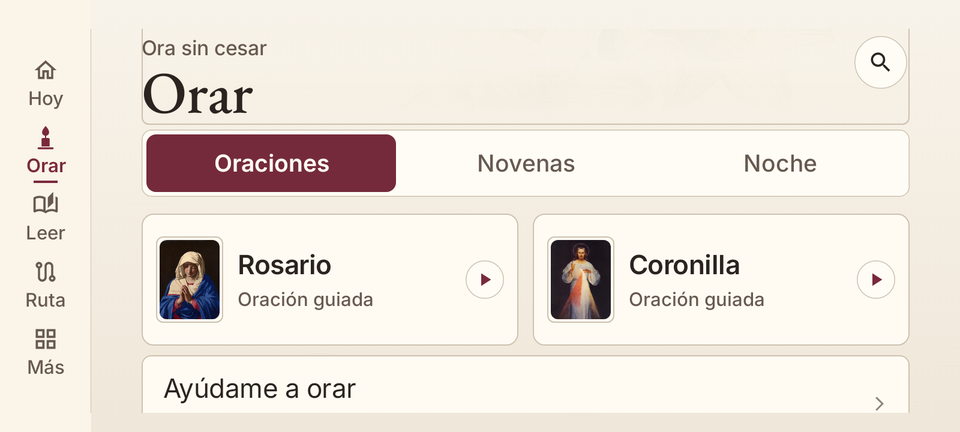 Hoy
Orar
Leer
Ruta
Más
Ora sin cesar
Orar
Oraciones
Novenas
Noche
Rosario
Oración guiada
Coronilla
Oración guiada
Ayúdame a orar